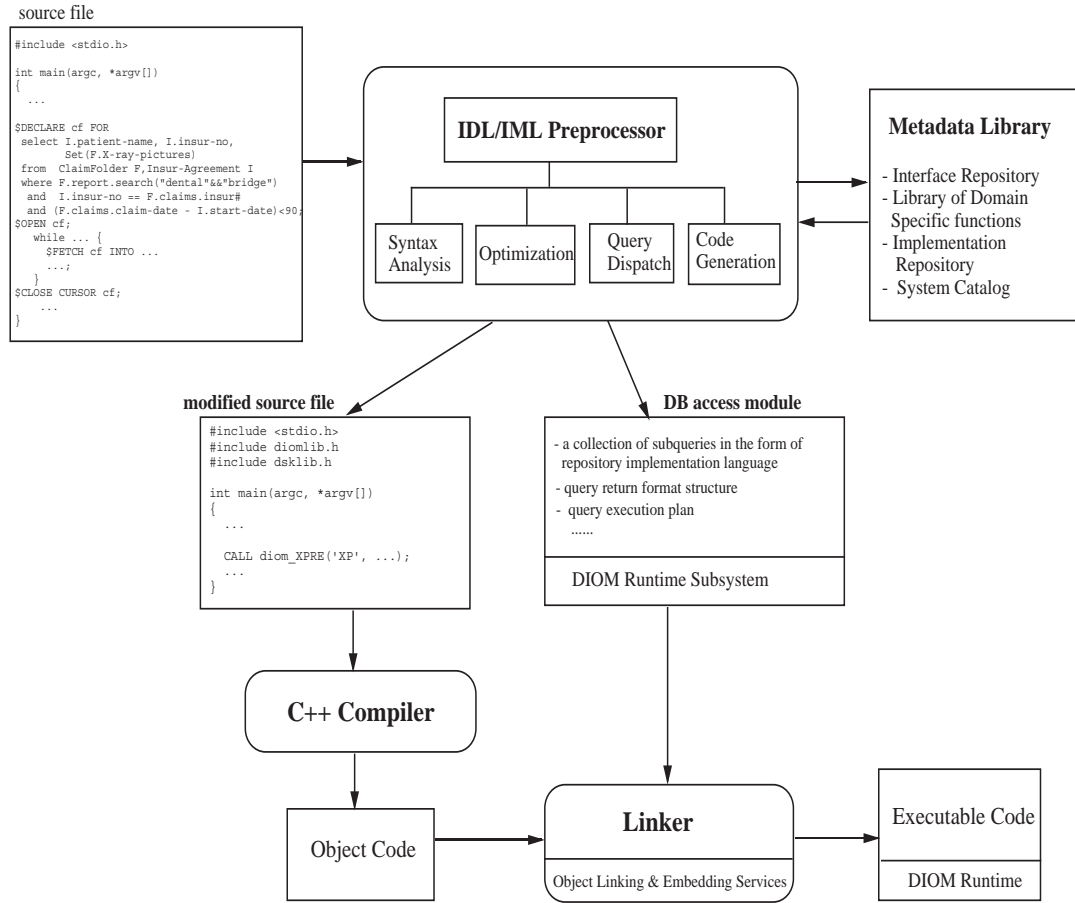 source file
#include <stdio.h>
int main(argc, *argv[])
{
...
$DECLARE cf FOR
select I.patient-name, I.insur-no,
Set(F.X-ray-pictures)
from ClaimFolder F,Insur-Agreement I
where F.report.search("dental"&&"bridge")
and I.insur-no == F.claims.insur#
and (F.claims.claim-date - I.start-date)<90;
$OPEN cf;
while ... {
$FETCH cf INTO ...
...;
}
$CLOSE CURSOR cf;
...
}
IDL/IML Preprocessor
Syntax
Analysis
Optimization
Query
Dispatch
Code
Generation
Metadata Library
- Interface Repository
- Library of Domain
Specific functions
- Implementation
Repository
- System Catalog
modified source file
#include <stdio.h>
#include diomlib.h
#include dsklib.h
int main(argc, *argv[])
{
...
CALL diom_XPRE('XP', ...);
...
}
DB access module
- a collection of subqueries in the form of
repository implementation language
- query return format structure
- query execution plan
......
DIOM Runtime Subsystem
C++ Compiler
Object Code
Linker
Object Linking & Embedding Services
Executable Code
DIOM Runtime